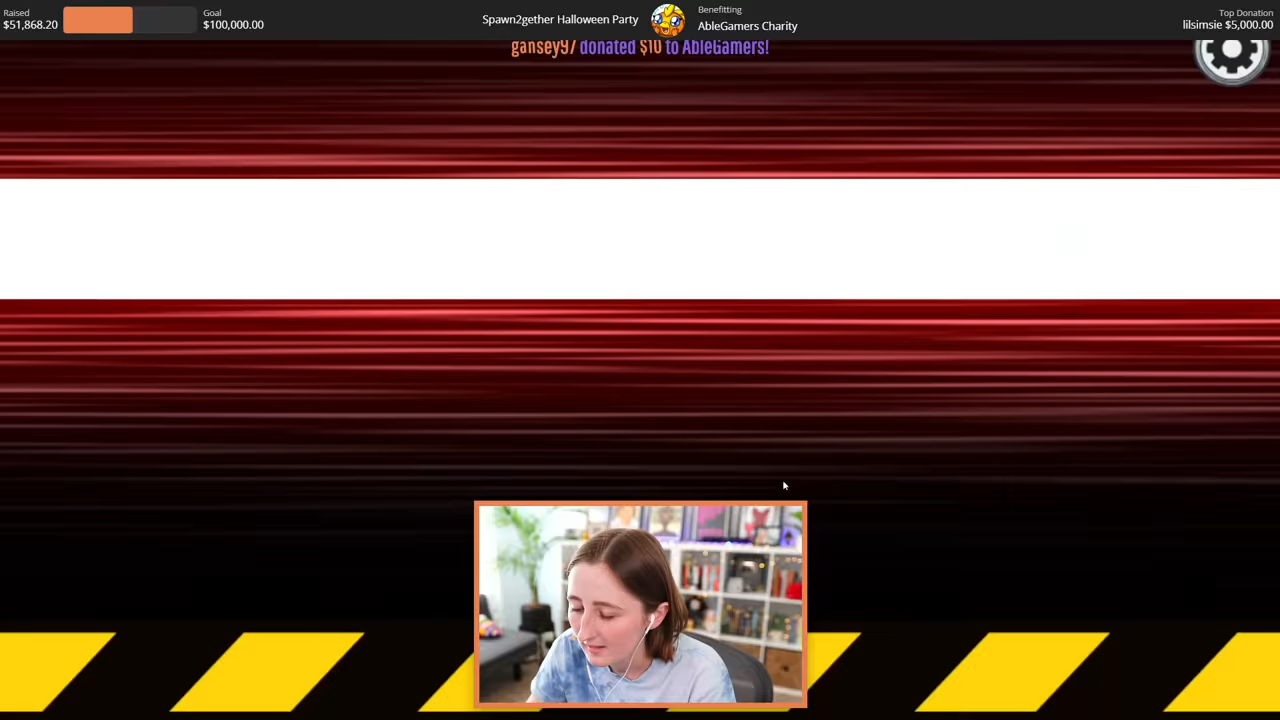 Raised
$51,868.20
Goal
$100,000.00
Spawn2gether Halloween Party
Benefitting
AbleGamers Charity
Top Donation
lilsimsie $5,000.00
gansey97 donated $10 to AbleGamers!